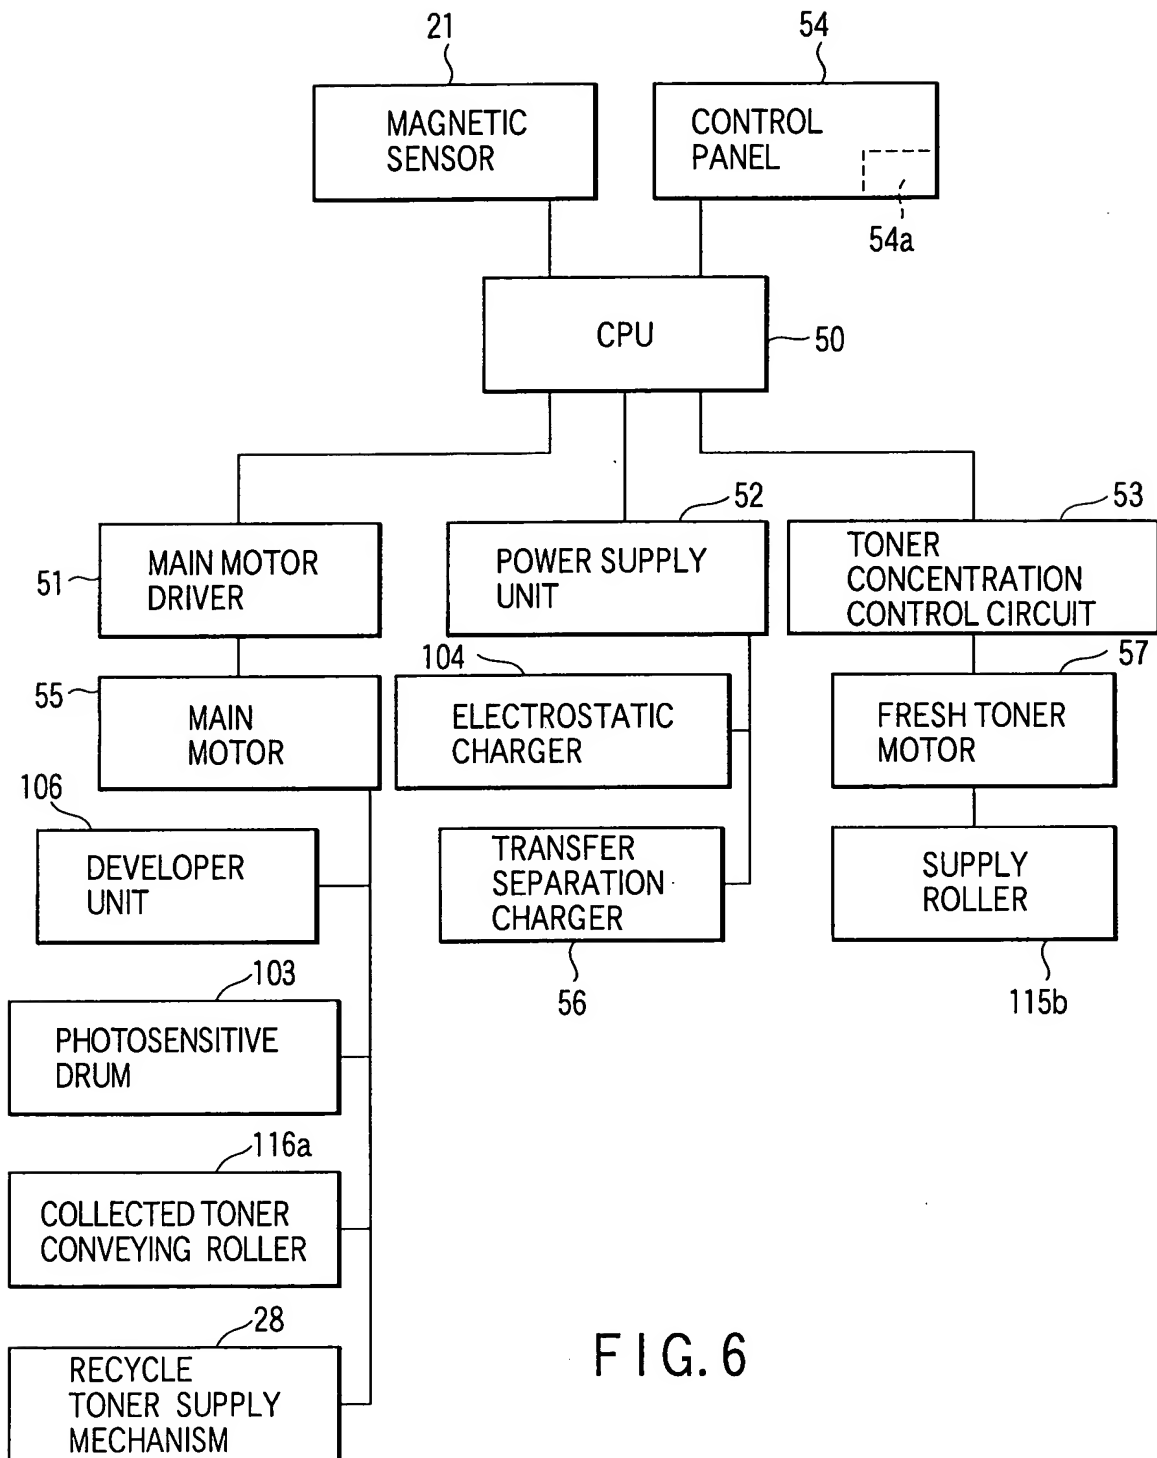 21
54
MAGNETIC
SENSOR
CONTROL
PANEL
54a
CPU
50
52
53
51
MAIN MOTOR
DRIVER
POWER SUPPLY
UNIT
TONER
CONCENTRATION
CONTROL CIRCUIT
55
MAIN
MOTOR
104
ELECTROSTATIC
CHARGER
57
FRESH TONER
MOTOR
106
DEVELOPER
UNIT
TRANSFER
SEPARATION
CHARGER
56
SUPPLY
ROLLER
115b
103
PHOTOSENSITIVE
DRUM
116a
COLLECTED TONER
CONVEYING ROLLER
28
RECYCLE
TONER SUPPLY
MECHANISM
FIG. 6